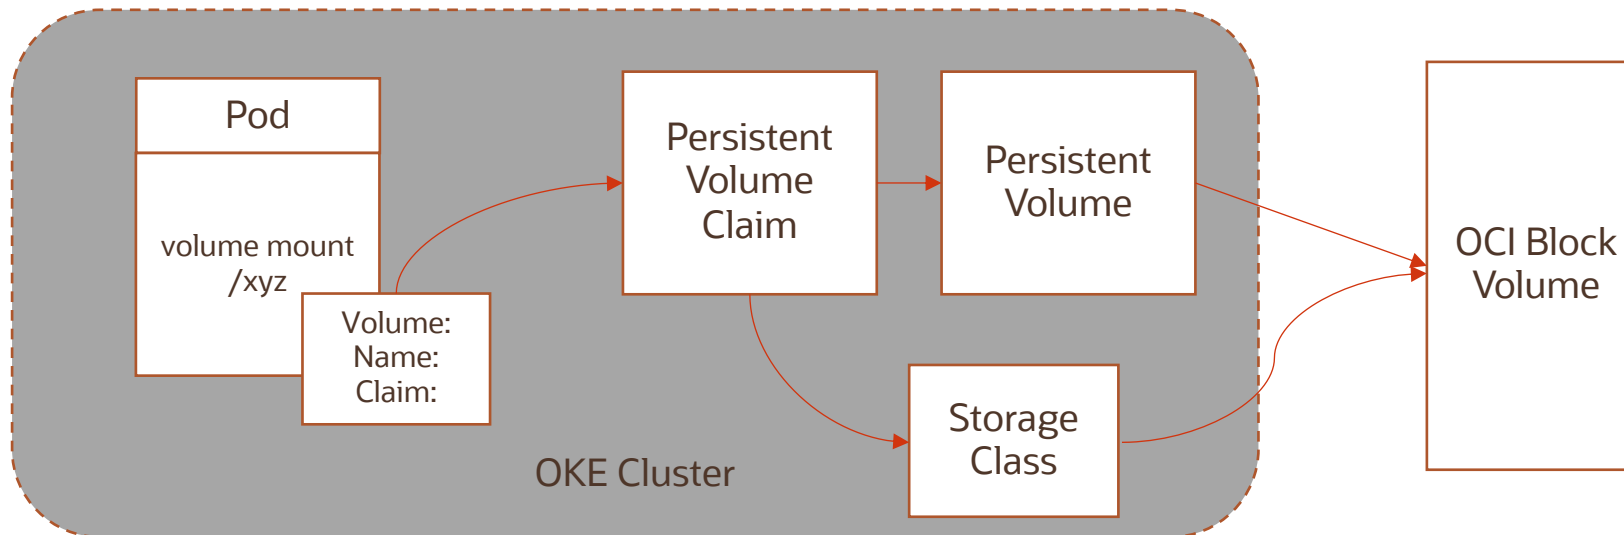 Pod
volume mount
/xyz
Volume:
Name:
Claim:
Persistent
Volume
Claim
Persistent
Volume
Storage
Class
OKE Cluster
OCI Block
Volume